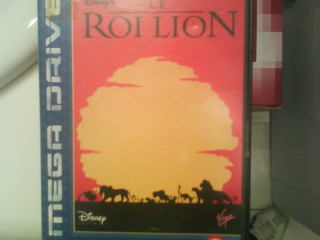 Disney's
LE
ROI LION
MEGA DRIVE
Disney
Virgin